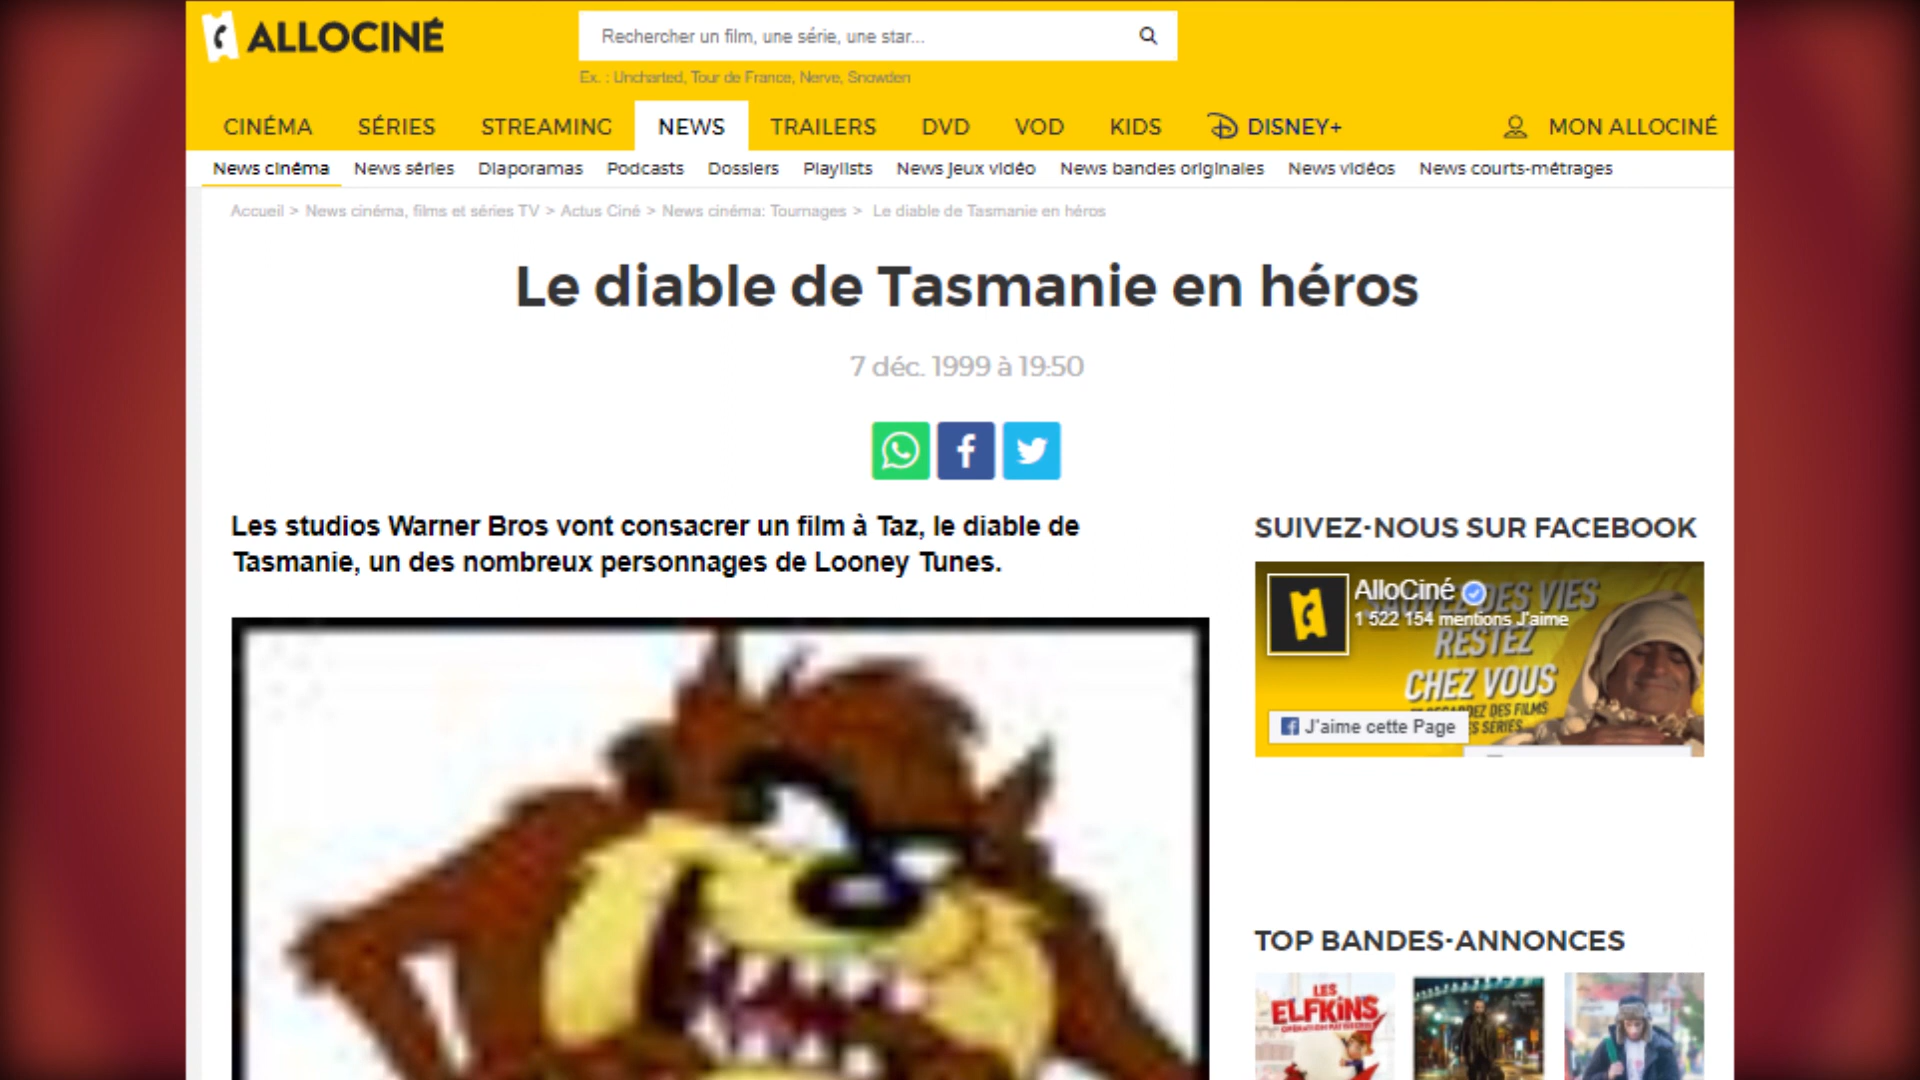 ALLOCINÉ
Rechercher un film, une série, une star...
Ex. : Uncharted, Tour de France, Nerve, Snowden
CINÉMA SÉRIES STREAMING NEWS TRAILERS DVD VOD KIDS DISNEY+ MON ALLOCINÉ
News cinéma News séries Diaporamas Podcasts Dossiers Playlists News jeux vidéo News bandes originales News vidéos News courts-métrages
Accueil > News cinéma, films et séries TV > Actus Ciné > News cinéma: Tournages > Le diable de Tasmanie en héros
Le diable de Tasmanie en héros
7 déc. 1999 à 19:50
Les studios Warner Bros vont consacrer un film à Taz, le diable de
Tasmanie, un des nombreux personnages de Looney Tunes.
SUIVEZ-NOUS SUR FACEBOOK
AlloCiné
DES VIES
1 522 154 mentions J'aime
RESTEZ
CHEZ VOUS
DES FILMS
J'aime cette Page
SÉRIES
TOP BANDES-ANNONCES
LES
ELFKINS